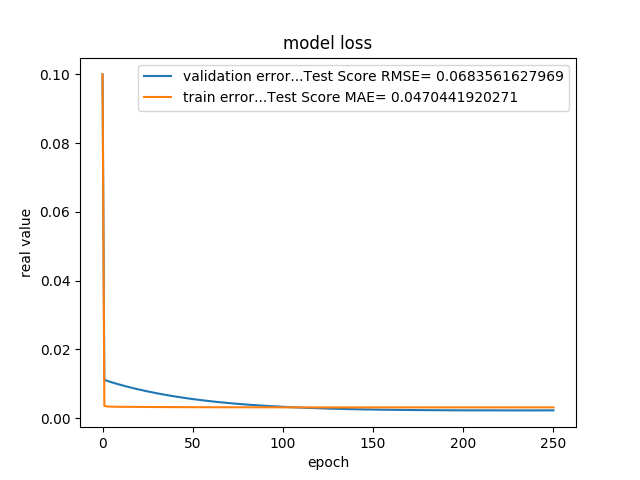 model loss
validation error...Test Score RMSE= 0.0683561627969
train error...Test Score MAE= 0.0470441920271
real value
0.10
0.08
0.06
0.04
0.02
0.00
0 50 100 150 200 250
epoch